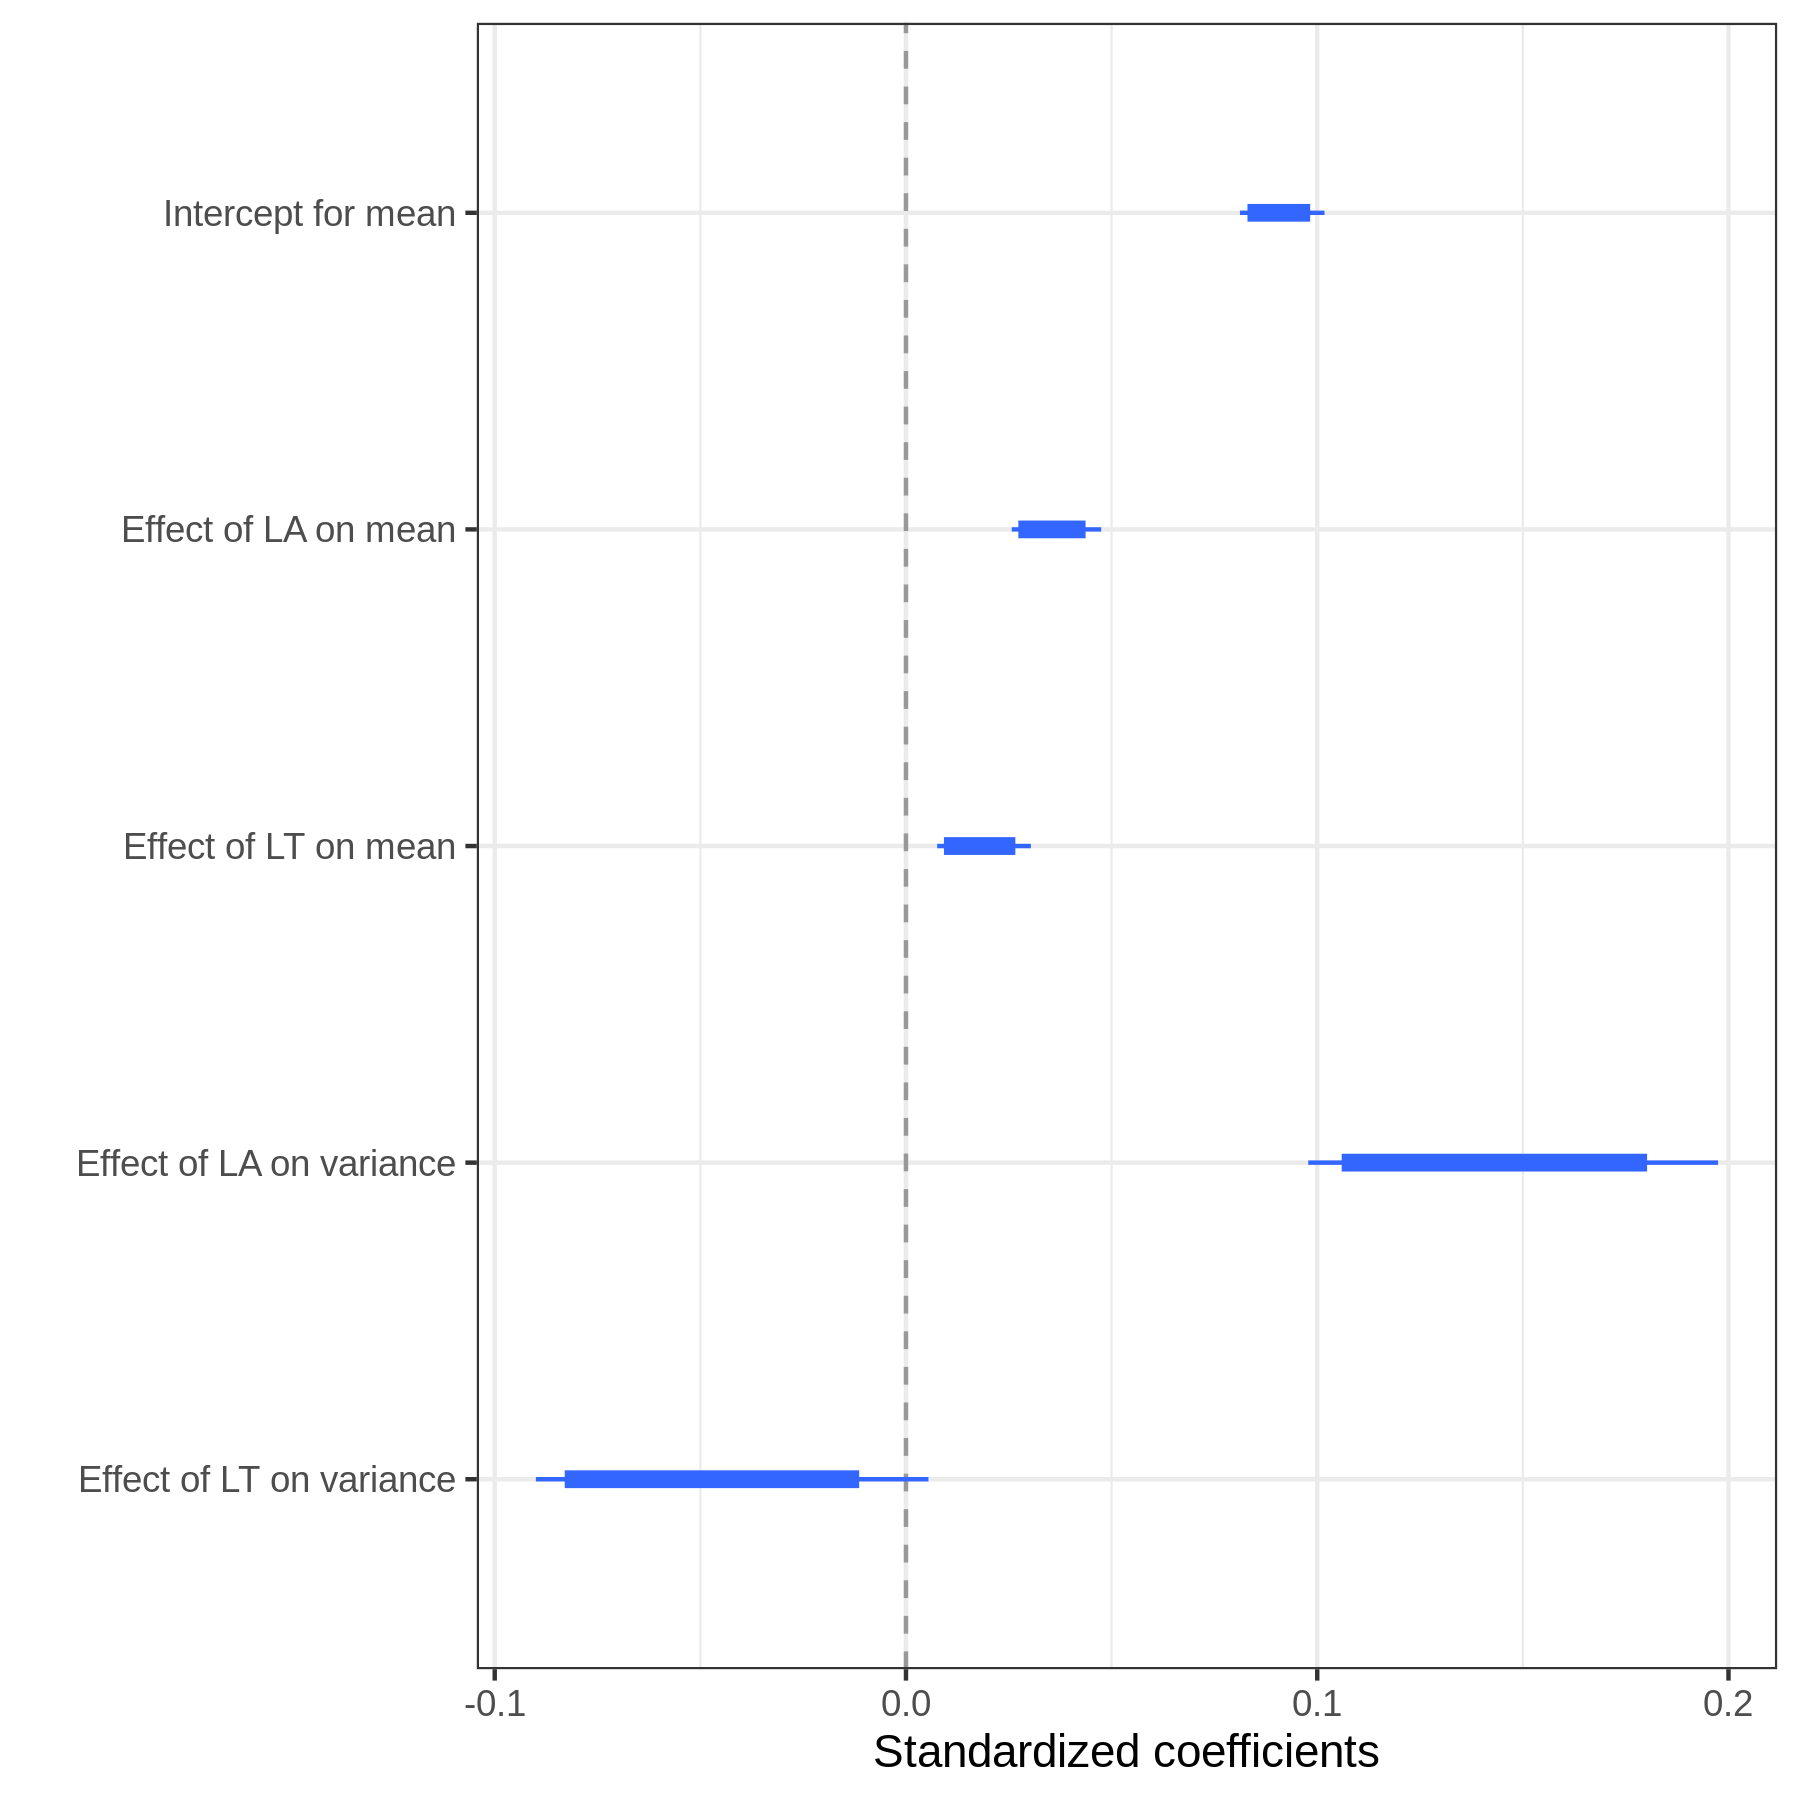 Intercept for mean
Effect of LA on mean
Effect of LT on mean
Effect of LA on variance
Effect of LT on variance
-0.1 0.0 0.1 0.2
Standardized coefficients